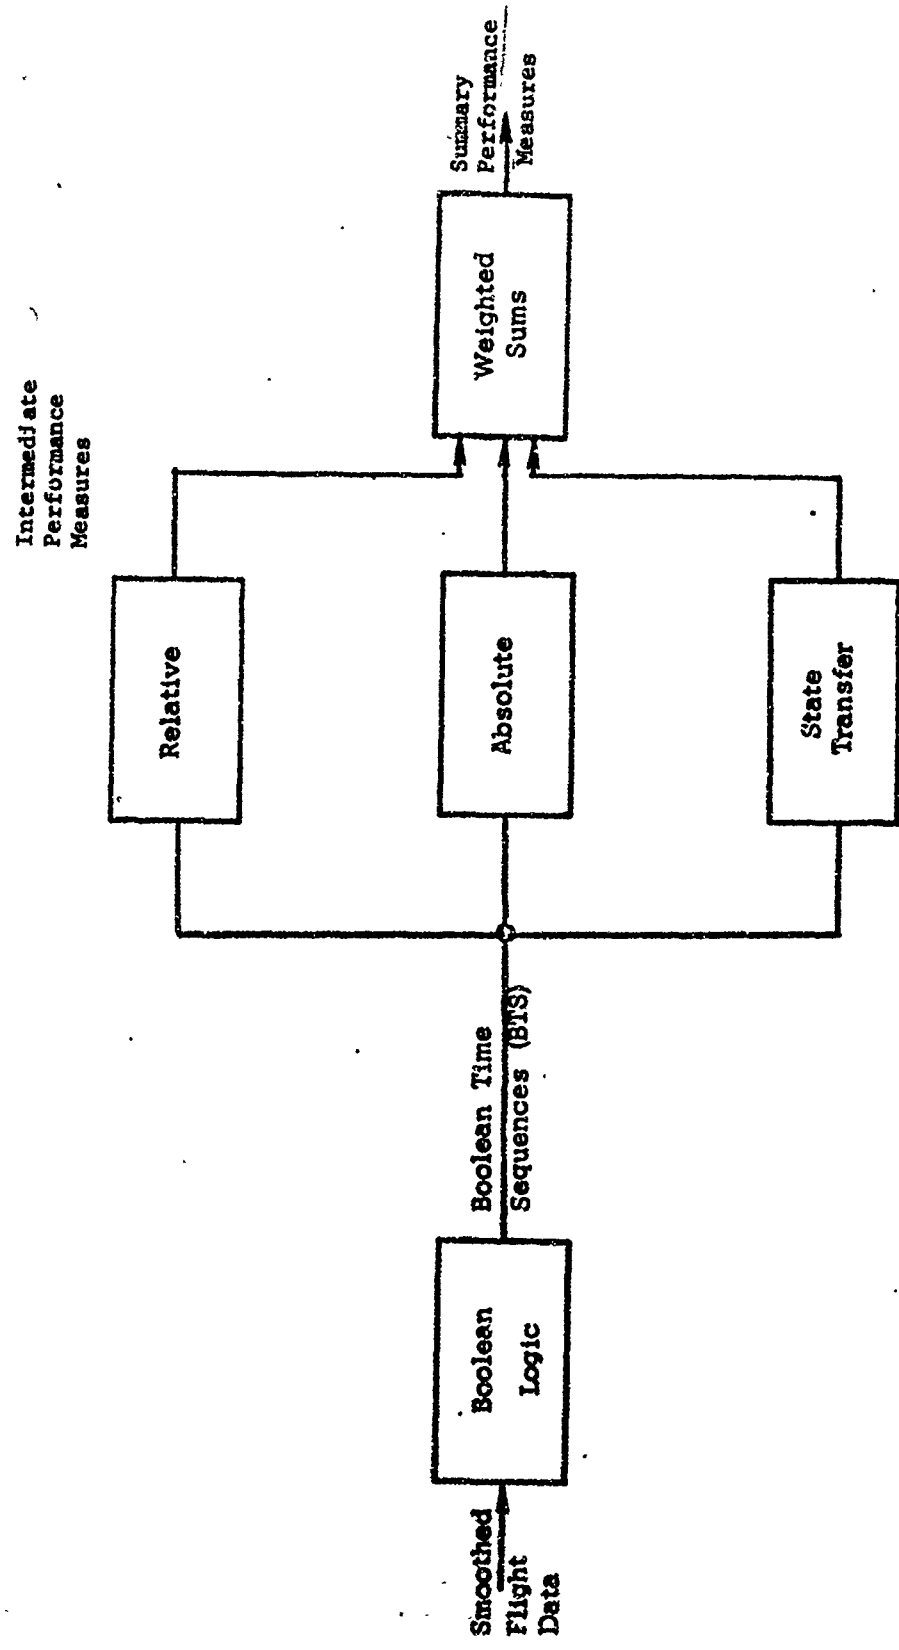 Smoothed
Flight
Data
Boolean
Logic
Boolean Time
Sequences (BTS)
Intermediate
Performance
Measures
Relative
Absolute
State
Transfer
Weighted
Sums
Summary
Performance
Measures